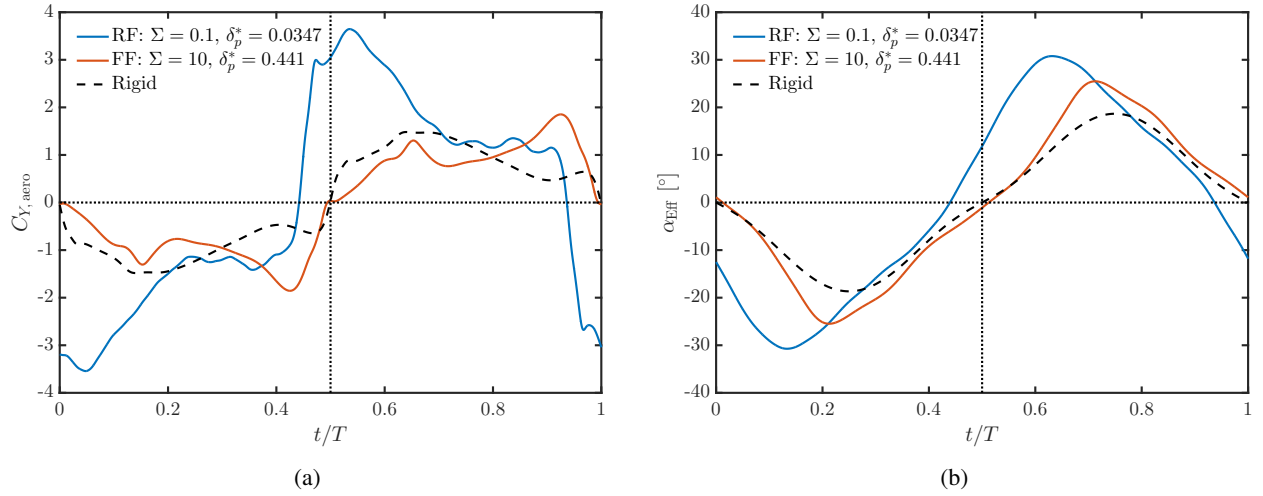 RF: Σ = 0.1, δ*p = 0.0347
FF: Σ = 10, δ*p = 0.441
Rigid
4
3
2
1
0
-1
-2
-3
-4
C_Y, aero
0
0.2
0.4
0.6
0.8
1
t/T
(a)
RF: Σ = 0.1, δ*p = 0.0347
FF: Σ = 10, δ*p = 0.441
Rigid
40
30
20
10
0
-10
-20
-30
-40
α_Eff [°]
0
0.2
0.4
0.6
0.8
1
t/T
(b)